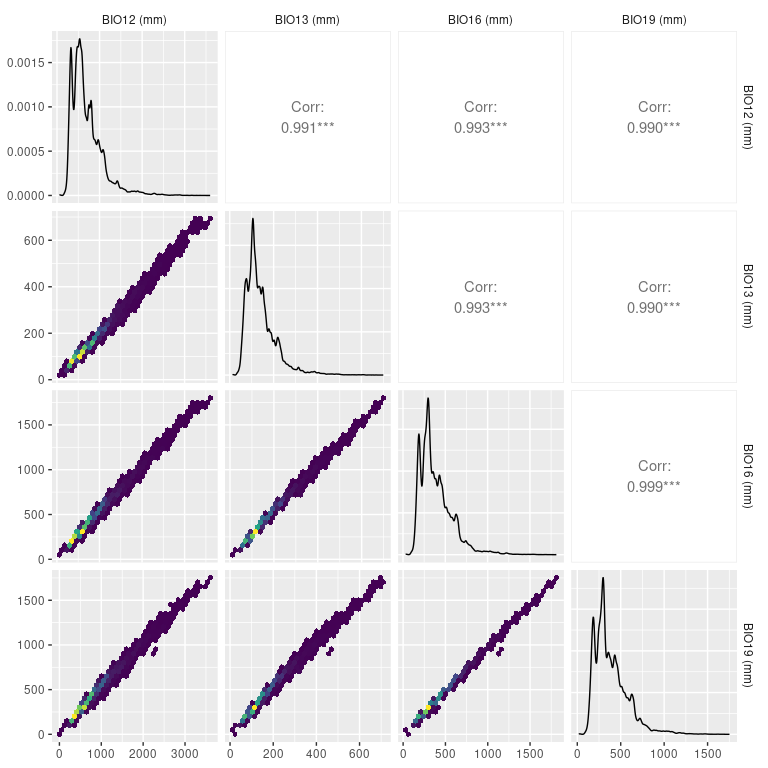 BIO12 (mm) BIO13 (mm) BIO16 (mm) BIO19 (mm)
0.0015
0.0010
0.0005
0.0000
Corr:
0.991***
Corr:
0.993***
Corr:
0.990***
BIO12 (mm)
600
400
200
0
Corr:
0.993***
Corr:
0.990***
BIO13 (mm)
1500
1000
500
0
Corr:
0.999***
BIO16 (mm)
1500
1000
500
0
BIO19 (mm)
0 1000 2000 3000 0 200 400 600 0 500 1000 1500 0 500 1000 1500